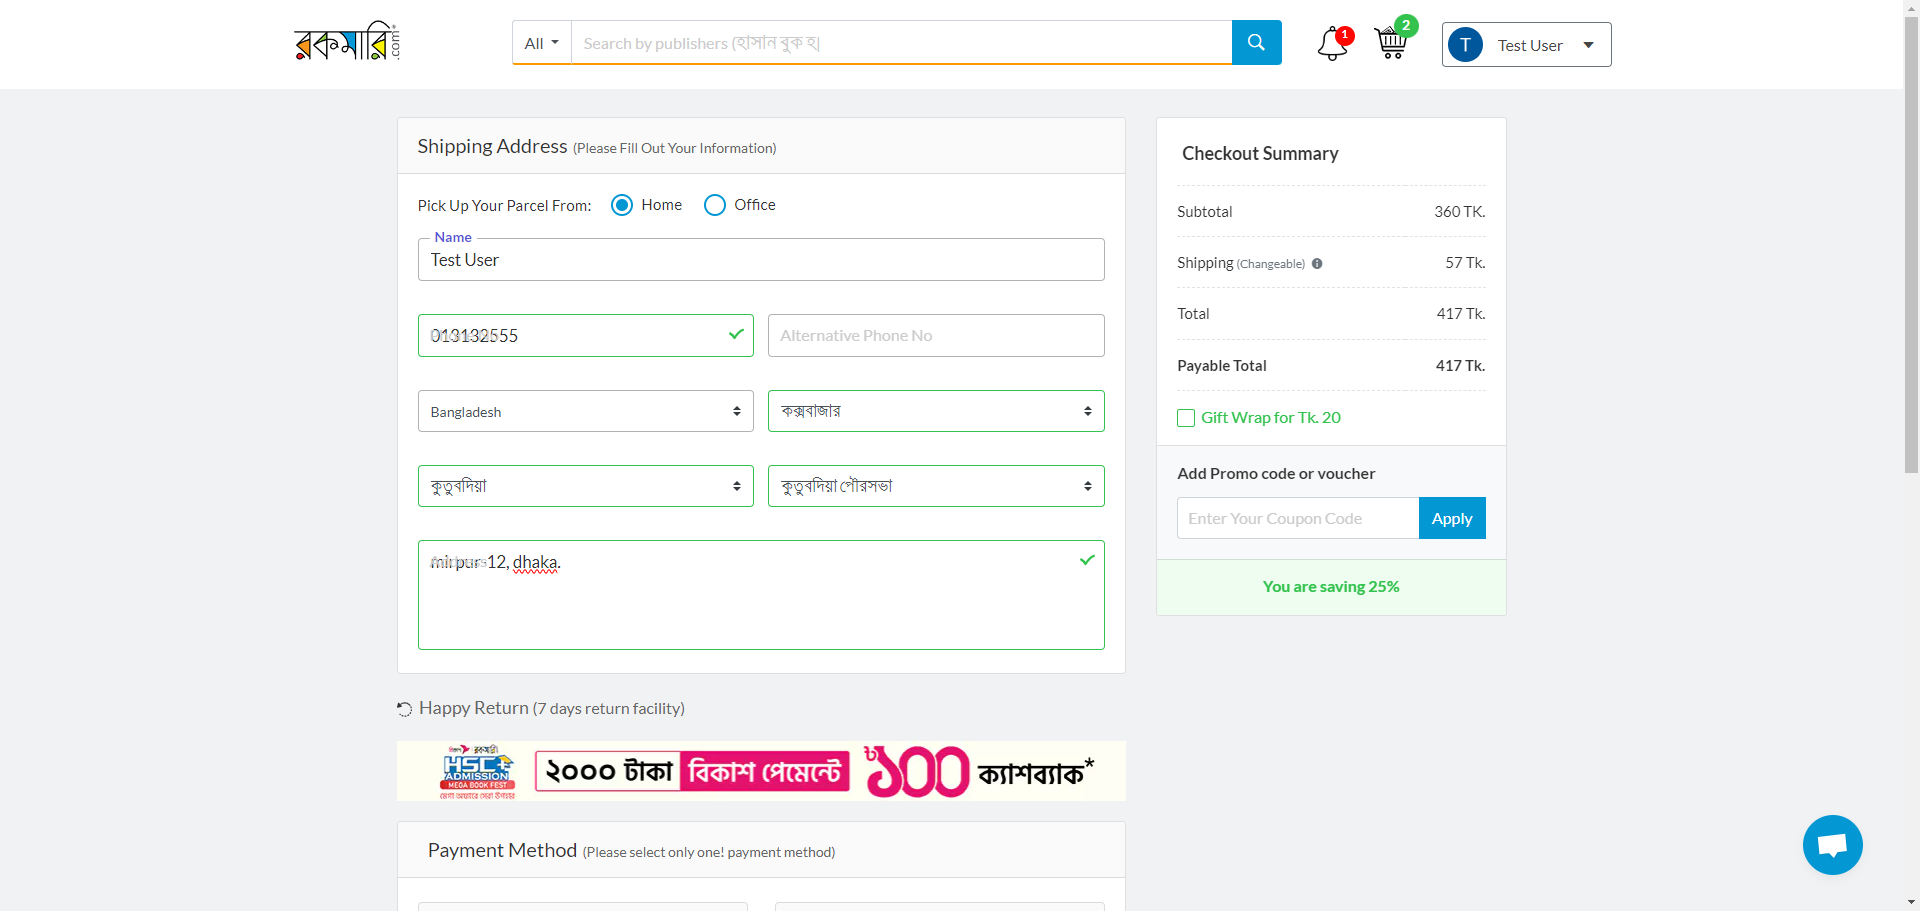 রকমারি.com
All
Search by publishers (হাসান বুক হ|
1
2
T Test User
Shipping Address (Please Fill Out Your Information)
Pick Up Your Parcel From: Home Office
Name
Test User
013132555
Alternative Phone No
Bangladesh
কক্সবাজার
কুতুবদিয়া
কুতুবদিয়া পৌরসভা
mirpur 12, dhaka.
Happy Return (7 days return facility)
HSC
ADMISSION
MEGA BOOK FEST
২০০০ টাকা বিকাশ পেমেন্টে ৳১০০ ক্যাশব্যাক*
Payment Method (Please select only one! payment method)
Checkout Summary
Subtotal 360 TK.
Shipping (Changeable) 57 Tk.
Total 417 Tk.
Payable Total 417 Tk.
Gift Wrap for Tk. 20
Add Promo code or voucher
Enter Your Coupon Code Apply
You are saving 25%